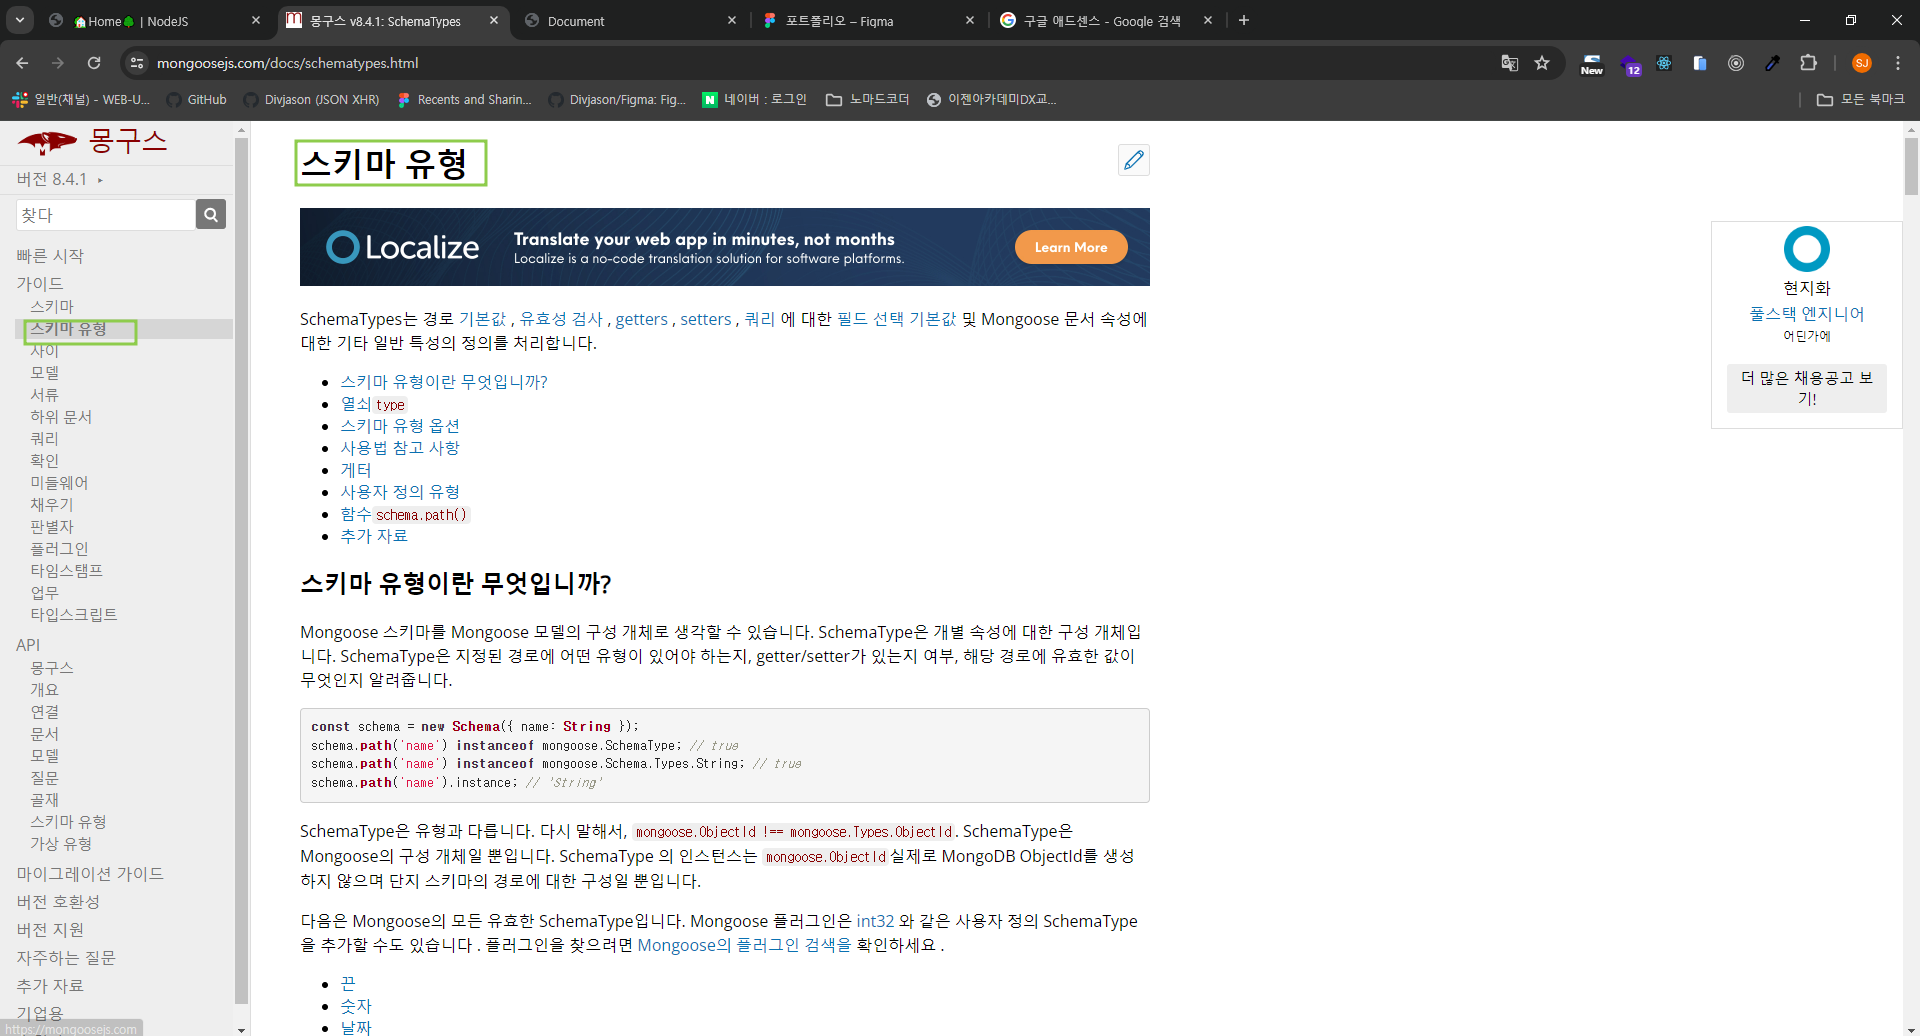 🏠Home🌲 | NodeJS
몽구스 v8.4.1: SchemaTypes
Document
포트폴리오 – Figma
구글 애드센스 - Google 검색
mongoosejs.com/docs/schematypes.html
New
12
SJ
일반(채널) - WEB-U...
GitHub
Divjason (JSON XHR)
Recents and Sharin...
Divjason/Figma: Fig...
네이버 : 로그인
노마드코더
이젠아카데미DX교...
모든 북마크
몽구스
버전 8.4.1 ▸
찾다
빠른 시작
가이드
스키마
스키마 유형
사이
모델
서류
하위 문서
쿼리
확인
미들웨어
채우기
판별자
플러그인
타임스탬프
업무
타입스크립트
API
몽구스
개요
연결
문서
모델
질문
골재
스키마 유형
가상 유형
마이그레이션 가이드
버전 호환성
버전 지원
자주하는 질문
추가 자료
기업용
https://mongoosejs.com
스키마 유형
Localize
Translate your web app in minutes, not months
Localize is a no-code translation solution for software platforms.
Learn More
SchemaTypes는 경로 기본값 , 유효성 검사 , getters , setters , 쿼리 에 대한 필드 선택 기본값 및 Mongoose 문서 속성에
대한 기타 일반 특성의 정의를 처리합니다.
• 스키마 유형이란 무엇입니까?
• 열쇠 type
• 스키마 유형 옵션
• 사용법 참고 사항
• 게터
• 사용자 정의 유형
• 함수 schema.path()
• 추가 자료
스키마 유형이란 무엇입니까?
Mongoose 스키마를 Mongoose 모델의 구성 개체로 생각할 수 있습니다. SchemaType은 개별 속성에 대한 구성 개체입
니다. SchemaType은 지정된 경로에 어떤 유형이 있어야 하는지, getter/setter가 있는지 여부, 해당 경로에 유효한 값이
무엇인지 알려줍니다.
const schema = new Schema({ name: String });
schema.path('name') instanceof mongoose.SchemaType; // true
schema.path('name') instanceof mongoose.Schema.Types.String; // true
schema.path('name').instance; // 'String'
SchemaType은 유형과 다릅니다. 다시 말해서, mongoose.ObjectId !== mongoose.Types.ObjectId. SchemaType은
Mongoose의 구성 개체일 뿐입니다. SchemaType 의 인스턴스는 mongoose.ObjectId 실제로 MongoDB ObjectId를 생성
하지 않으며 단지 스키마의 경로에 대한 구성일 뿐입니다.
다음은 Mongoose의 모든 유효한 SchemaType입니다. Mongoose 플러그인은 int32 와 같은 사용자 정의 SchemaType
을 추가할 수도 있습니다 . 플러그인을 찾으려면 Mongoose의 플러그인 검색을 확인하세요 .
• 끈
• 숫자
• 날짜
현지화
풀스택 엔지니어
어딘가에
더 많은 채용공고 보
기!